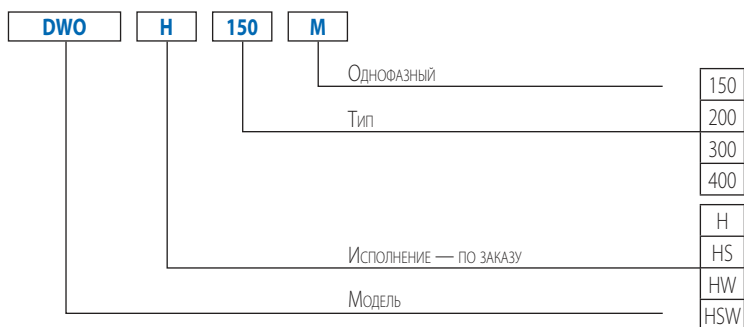 DWO H 150 M
Однофазный
150
Тип
200
300
400
H
Исполнение — по заказу
HS
HW
Модель
HSW